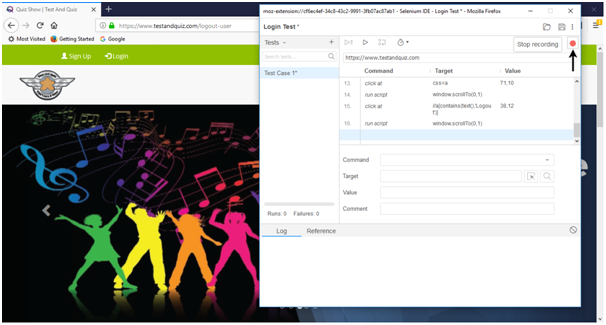 Quiz Show | Test And Quiz
https://www.testandquiz.com/logout-user
Most Visited Getting Started Google
Sign Up Login
moz-extension://cf6ec4ef-34c8-43c2-9991-3fb07ac87ab1 - Selenium IDE - Login Test * - Mozilla Firefox
Login Test *
Tests
Stop recording
Search tests...
https://www.testandquiz.com
Test Case 1*
Command Target Value
13. click at css=a 71,10
14. run script window.scrollTo(0,1)
15. click at //a[contains(text(),'Logou
t')] 38,12
16. run script window.scrollTo(0,1)
Command
Target
Value
Comment
Runs: 0 Failures: 0
Log Reference